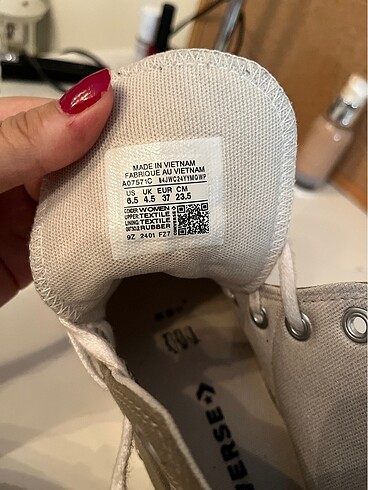 MADE IN VIETNAM
FABRIQUE AU VIETNAM
A07571C 84JWC24YYMQWP
US UK EUR CM
6.5 4.5 37 23.5
GENDER WOMEN
UPPER TEXTILE
LINING TEXTILE
OUTSOLE RUBBER
9Z 2401 FZ7
VERSE